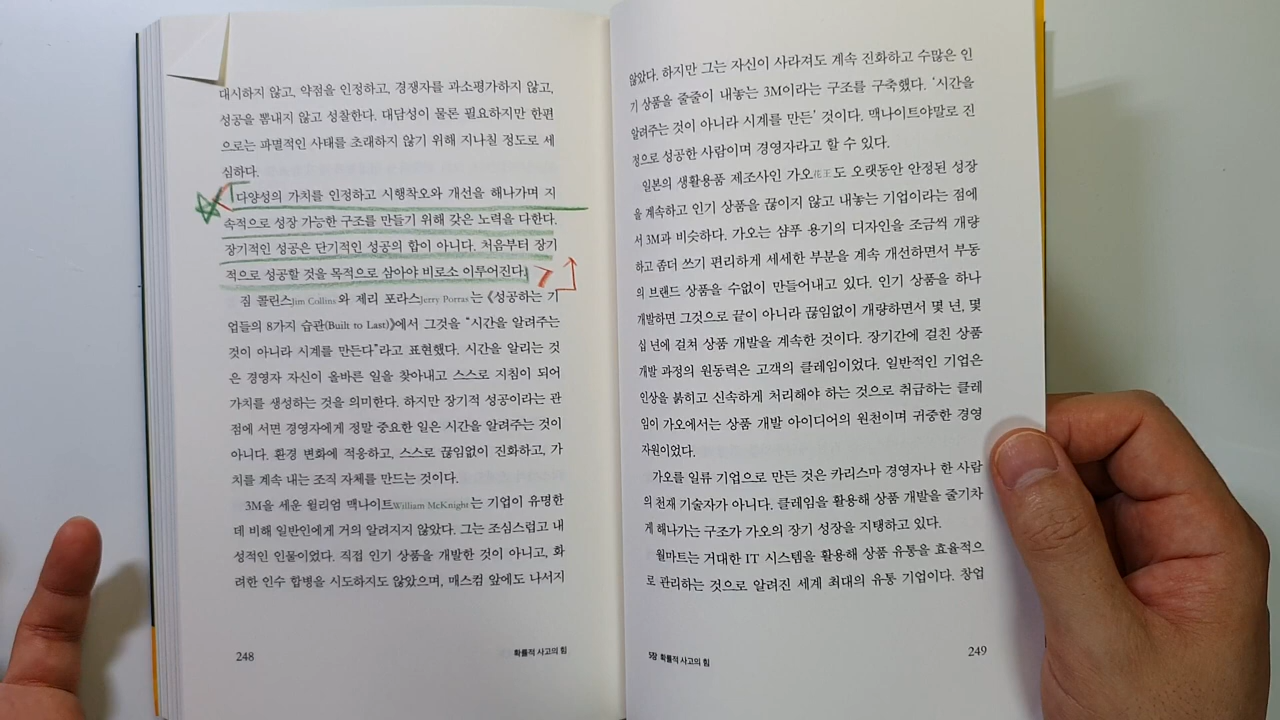 대시하지 않고, 약점을 인정하고, 경쟁자를 과소평가하지 않고,
성공을 뽐내지 않고 성찰한다. 대담성이 물론 필요하지만 한편
으로는 파멸적인 사태를 초래하지 않기 위해 지나칠 정도로 세
심하다.
다양성의 가치를 인정하고 시행착오와 개선을 해나가며 지
속적으로 성장 가능한 구조를 만들기 위해 갖은 노력을 다한다.
장기적인 성공은 단기적인 성공의 합이 아니다. 처음부터 장기
적으로 성공할 것을 목적으로 삼아야 비로소 이루어진다.
짐 콜린스Jim Collins와 제리 포라스Jerry Porras는 《성공하는 기
업들의 8가지 습관(Built to Last)》에서 그것을 “시간을 알려주는
것이 아니라 시계를 만든다”라고 표현했다. 시간을 알리는 것
은 경영자 자신이 올바른 일을 찾아내고 스스로 지침이 되어
가치를 생성하는 것을 의미한다. 하지만 장기적 성공이라는 관
점에 서면 경영자에게 정말 중요한 일은 시간을 알려주는 것이
아니다. 환경 변화에 적응하고, 스스로 끊임없이 진화하고, 가
치를 계속 내는 조직 자체를 만드는 것이다.
3M을 세운 윌리엄 맥나이트William McKnight는 기업이 유명한
데 비해 일반인에게 거의 알려지지 않았다. 그는 조심스럽고 내
성적인 인물이었다. 직접 인기 상품을 개발한 것이 아니고, 화
려한 인수 합병을 시도하지도 않았으며, 매스컴 앞에도 나서지
248
확률적 사고의 힘
않았다. 하지만 그는 자신이 사라져도 계속 진화하고 수많은 인
기 상품을 줄줄이 내놓는 3M이라는 구조를 구축했다. ‘시간을
알려주는 것이 아니라 시계를 만든’ 것이다. 맥나이트야말로 진
정으로 성공한 사람이며 경영자라고 할 수 있다.
일본의 생활용품 제조사인 가오花王도 오랫동안 안정된 성장
을 계속하고 인기 상품을 끊이지 않고 내놓는 기업이라는 점에
서 3M과 비슷하다. 가오는 샴푸 용기의 디자인을 조금씩 개량
하고 좀더 쓰기 편리하게 세세한 부분을 계속 개선하면서 부동
의 브랜드 상품을 수없이 만들어내고 있다. 인기 상품을 하나
개발하면 그것으로 끝이 아니라 끊임없이 개량하면서 몇 년, 몇
십 년에 걸쳐 상품 개발을 계속한 것이다. 장기간에 걸친 상품
개발 과정의 원동력은 고객의 클레임이었다. 일반적인 기업은
인상을 붉히고 신속하게 처리해야 하는 것으로 취급하는 클레
임이 가오에서는 상품 개발 아이디어의 원천이며 귀중한 경영
자원이었다.
가오를 일류 기업으로 만든 것은 카리스마 경영자나 한 사람
의 천재 기술자가 아니다. 클레임을 활용해 상품 개발을 줄기차
게 해나가는 구조가 가오의 장기 성장을 지탱하고 있다.
월마트는 거대한 IT 시스템을 활용해 상품 유통을 효율적으
로 관리하는 것으로 알려진 세계 최대의 유통 기업이다. 창업
5장 확률적 사고의 힘
249